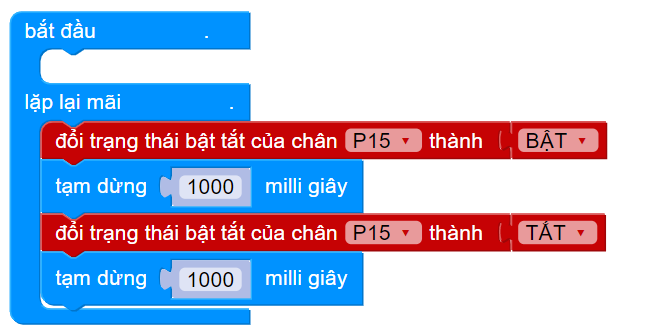 bắt đầu .
lặp lại mãi .
đổi trạng thái bật tắt của chân P15 thành BẬT
tạm dừng 1000 milli giây
đổi trạng thái bật tắt của chân P15 thành TẮT
tạm dừng 1000 milli giây